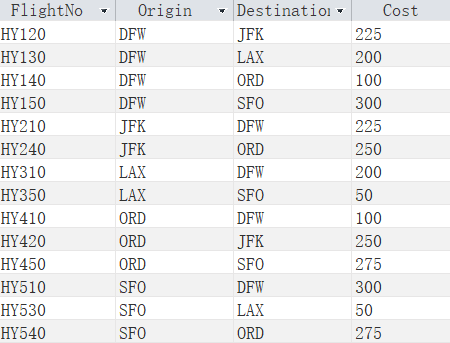 FlightNo Origin Destination Cost
HY120 DFW JFK 225
HY130 DFW LAX 200
HY140 DFW ORD 100
HY150 DFW SFO 300
HY210 JFK DFW 225
HY240 JFK ORD 250
HY310 LAX DFW 200
HY350 LAX SFO 50
HY410 ORD DFW 100
HY420 ORD JFK 250
HY450 ORD SFO 275
HY510 SFO DFW 300
HY530 SFO LAX 50
HY540 SFO ORD 275